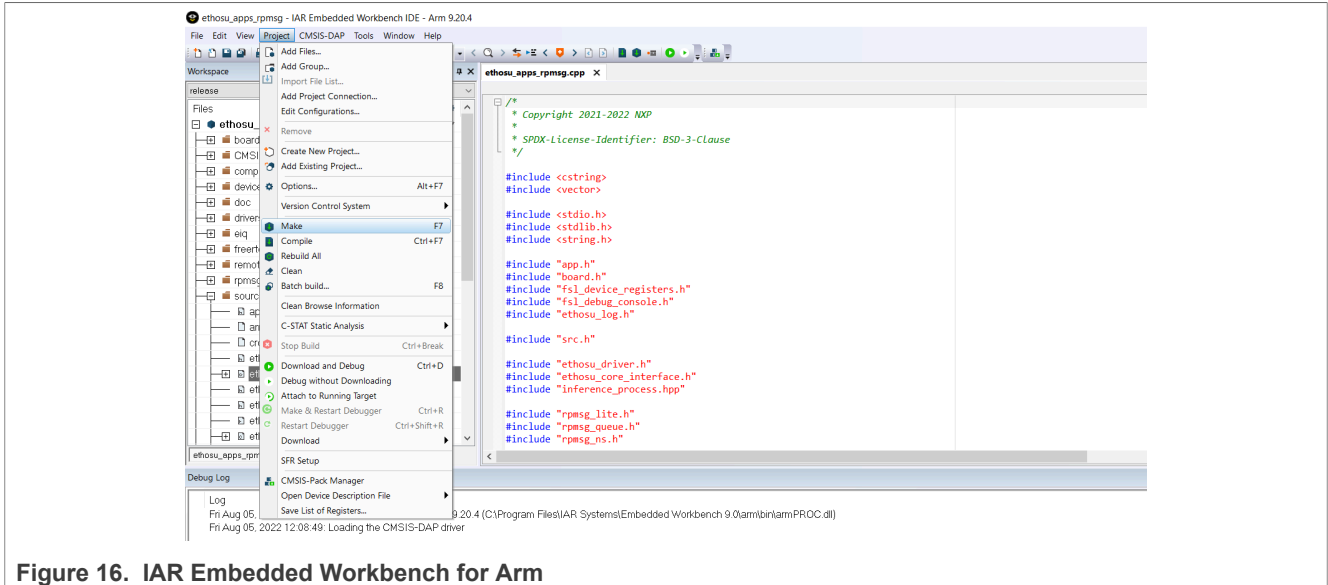 ethosu_apps_rpmsg - IAR Embedded Workbench IDE - Arm 9.20.4
File Edit View Project CMSIS-DAP Tools Window Help
Workspace
release
Files
ethosu_
board
CMSI
comp
device
doc
driver
eiq
freert
remot
rpmsg
sourc
ap
ar
cr
et
et
et
et
et
et
ethosu_apps_rpm
Add Files...
Add Group...
Import File List...
Add Project Connection...
Edit Configurations...
Remove
Create New Project...
Add Existing Project...
Options... Alt+F7
Version Control System
Make F7
Compile Ctrl+F7
Rebuild All
Clean
Batch build... F8
Clean Browse Information
C-STAT Static Analysis
Stop Build Ctrl+Break
Download and Debug Ctrl+D
Debug without Downloading
Attach to Running Target
Make & Restart Debugger Ctrl+R
Restart Debugger Ctrl+Shift+R
Download
SFR Setup
CMSIS-Pack Manager
Open Device Description File
Save List of Registers...
ethosu_apps_rpmsg.cpp
/*
* Copyright 2021-2022 NXP
*
* SPDX-License-Identifier: BSD-3-Clause
*/
#include <cstring>
#include <vector>
#include <stdio.h>
#include <stdlib.h>
#include <string.h>
#include "app.h"
#include "board.h"
#include "fsl_device_registers.h"
#include "fsl_debug_console.h"
#include "ethosu_log.h"
#include "src.h"
#include "ethosu_driver.h"
#include "ethosu_core_interface.h"
#include "inference_process.hpp"
#include "rpmsg_lite.h"
#include "rpmsg_queue.h"
#include "rpmsg_ns.h"
Debug Log
Log
Fri Aug 05, 9.20.4 (C:\Program Files\IAR Systems\Embedded Workbench 9.0\arm\bin\armPROC.dll)
Fri Aug 05, 2022 12:08:49: Loading the CMSIS-DAP driver
Figure 16. IAR Embedded Workbench for Arm